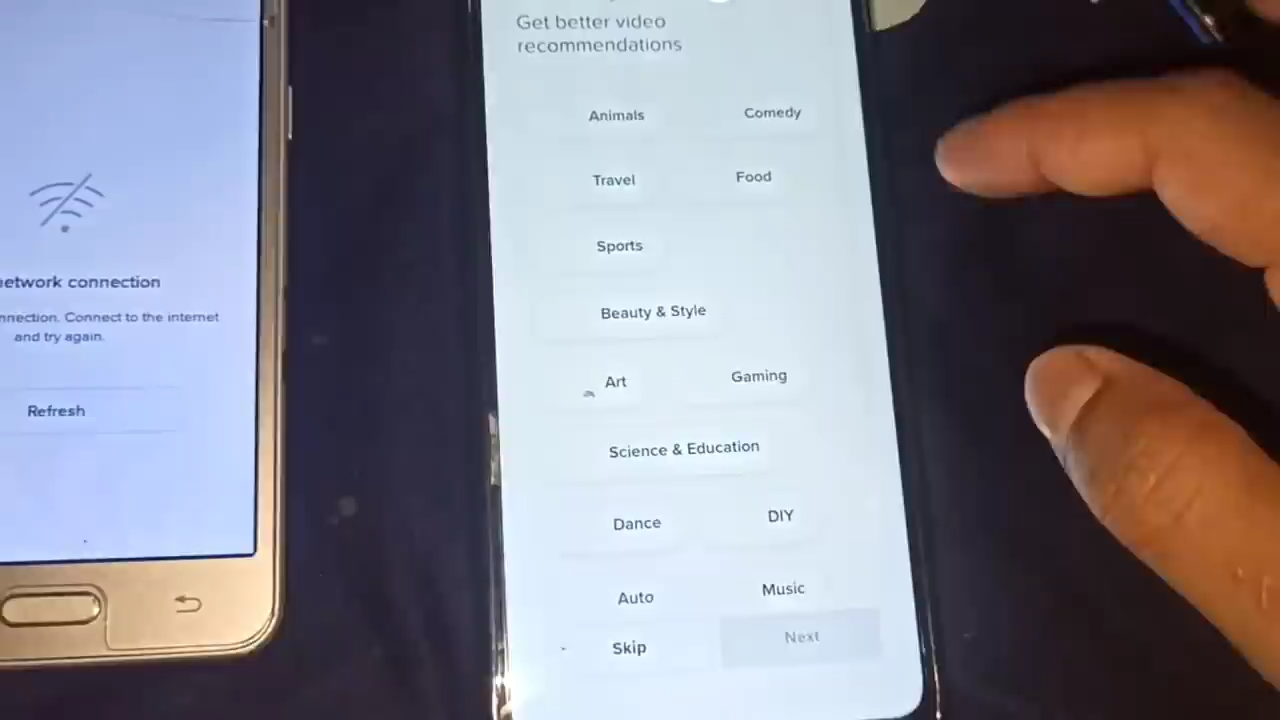 network connection
nnection. Connect to the internet
and try again.
Refresh
Get better video
recommendations
Animals
Comedy
Travel
Food
Sports
Beauty & Style
Art
Gaming
Science & Education
Dance
DIY
Auto
Music
Skip
Next